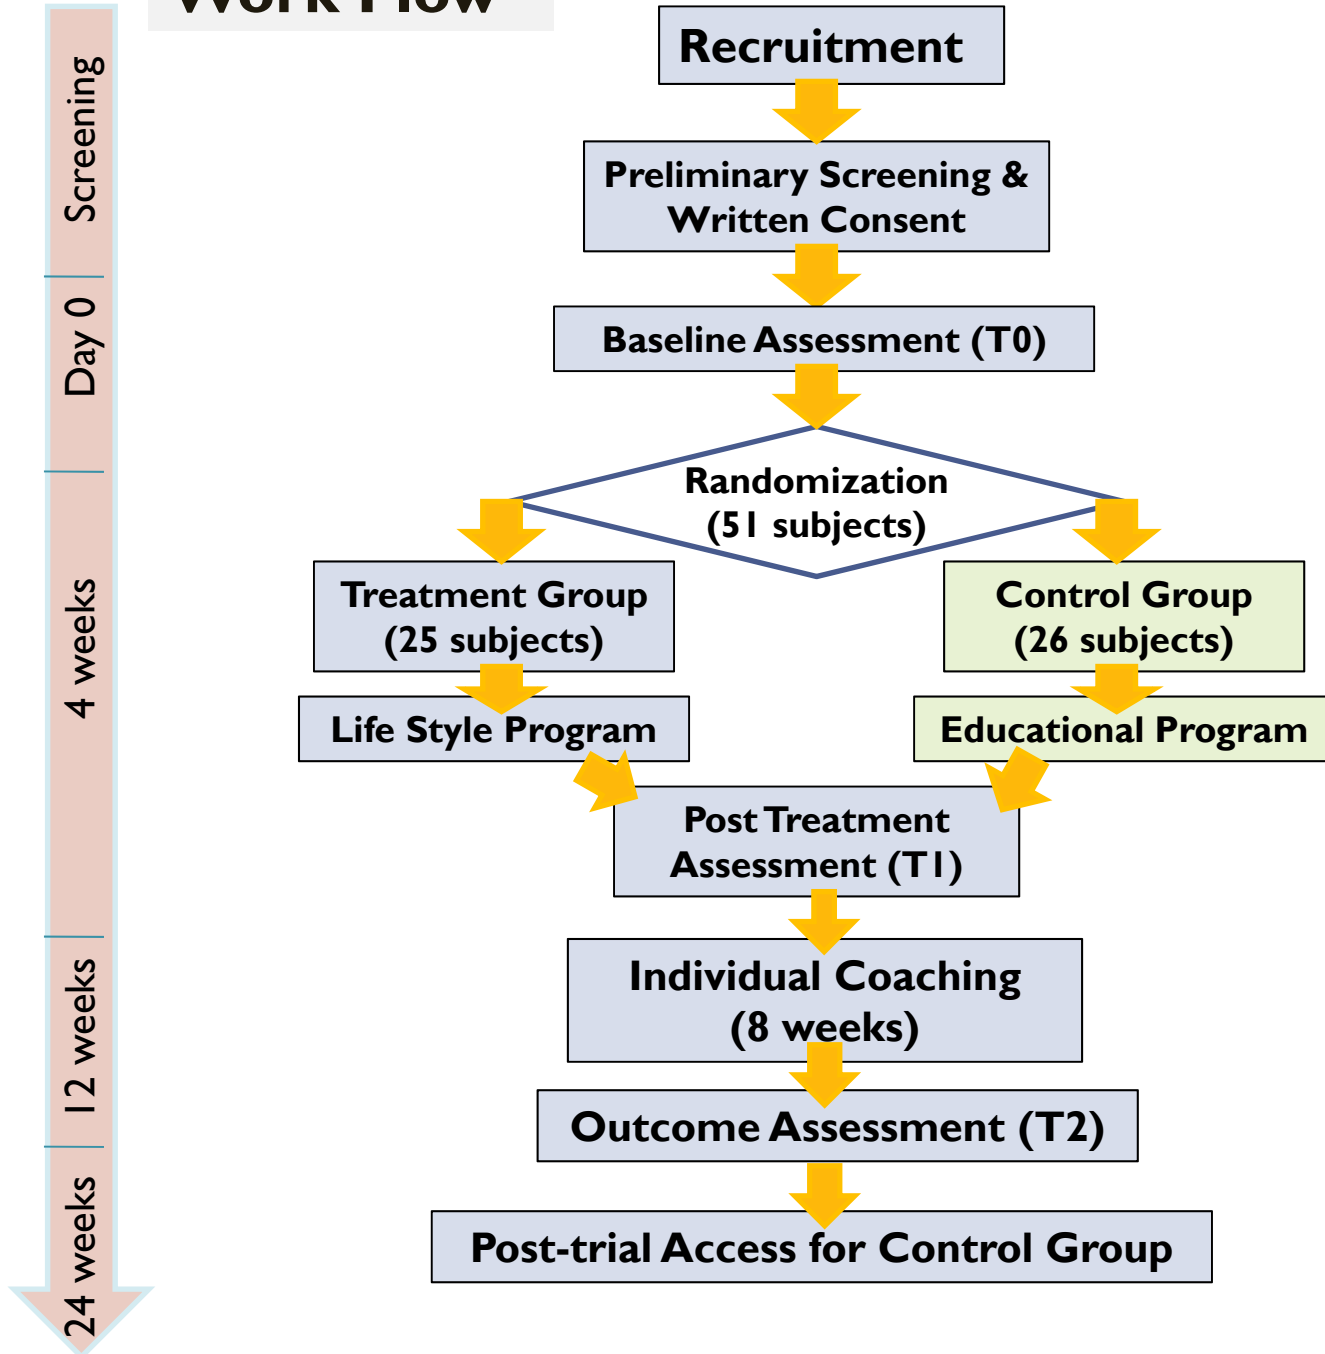 Work Flow
Recruitment
Preliminary Screening &
Written Consent
Baseline Assessment (T0)
Randomization
(51 subjects)
Treatment Group
(25 subjects)
Control Group
(26 subjects)
Life Style Program
Educational Program
Post Treatment
Assessment (T1)
Individual Coaching
(8 weeks)
Outcome Assessment (T2)
Post-trial Access for Control Group
Screening
Day 0
4 weeks
12 weeks
24 weeks